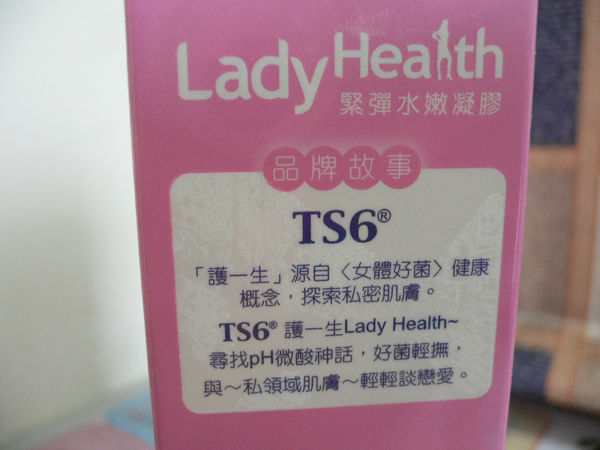 Lady Health
緊彈水嫩凝膠
品牌故事
TS6®
「護一生」源自〈女體好菌〉健康
概念，探索私密肌膚。
TS6® 護一生Lady Health~
尋找pH微酸神話，好菌輕撫，
與～私領域肌膚～輕輕談戀愛。